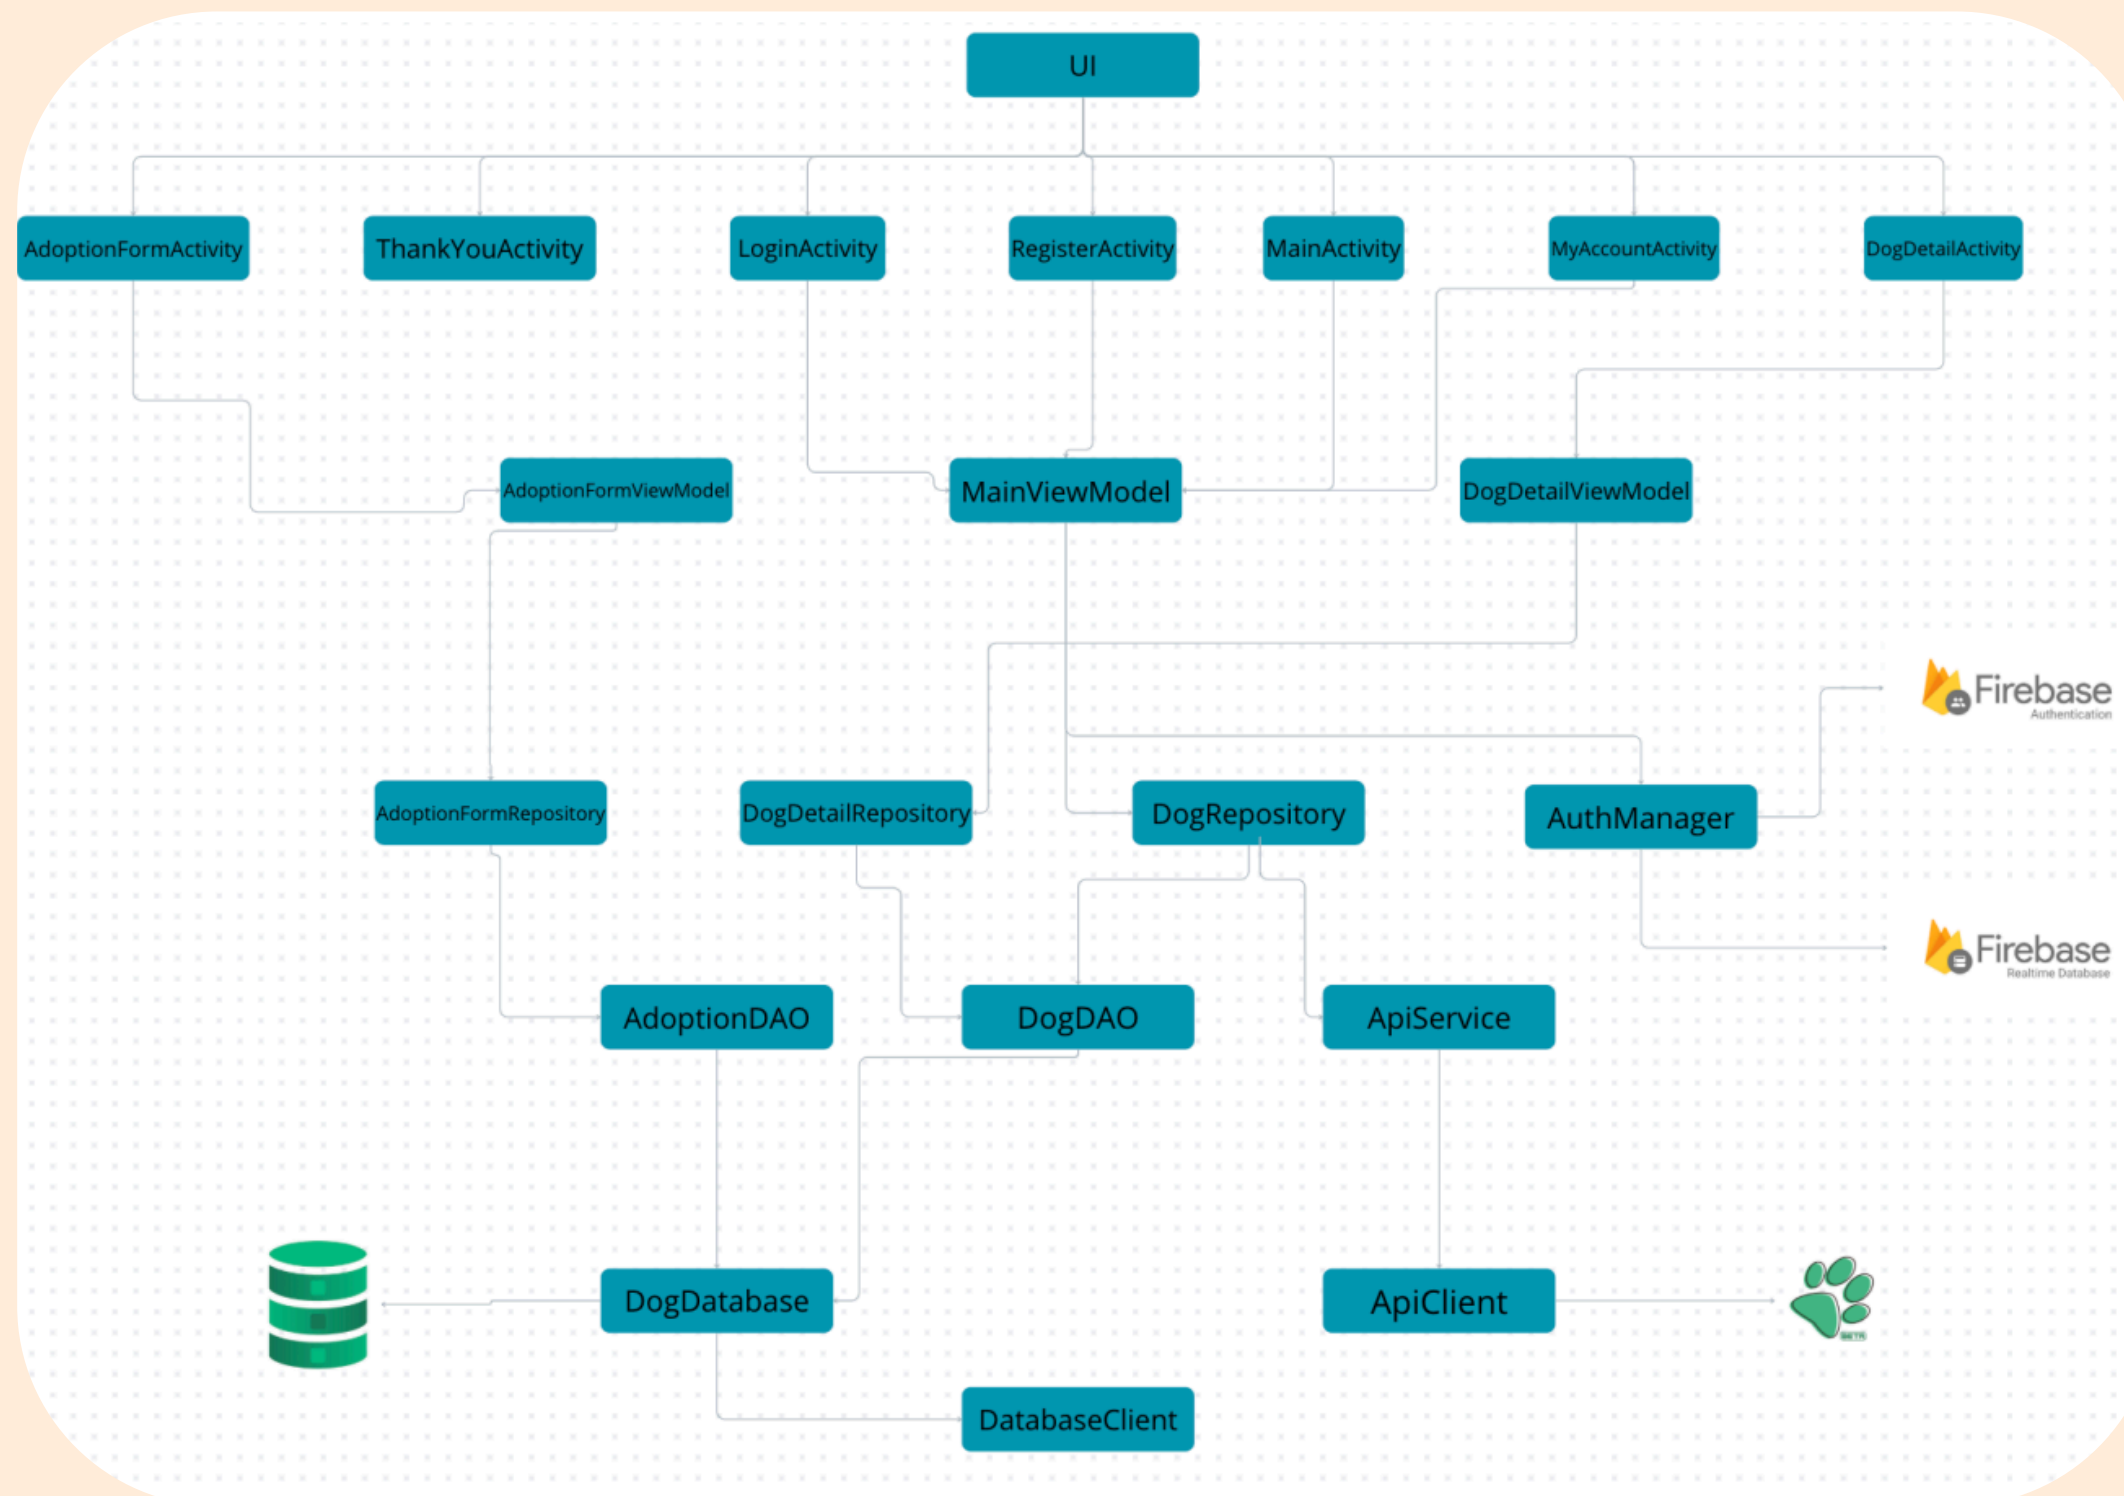 UI
AdoptionFormActivity
ThankYouActivity
LoginActivity
RegisterActivity
MainActivity
MyAccountActivity
DogDetailActivity
AdoptionFormViewModel
MainViewModel
DogDetailViewModel
Firebase
Authentication
AdoptionFormRepository
DogDetailRepository
DogRepository
AuthManager
Firebase
Realtime Database
AdoptionDAO
DogDAO
ApiService
DogDatabase
ApiClient
BETA
DatabaseClient